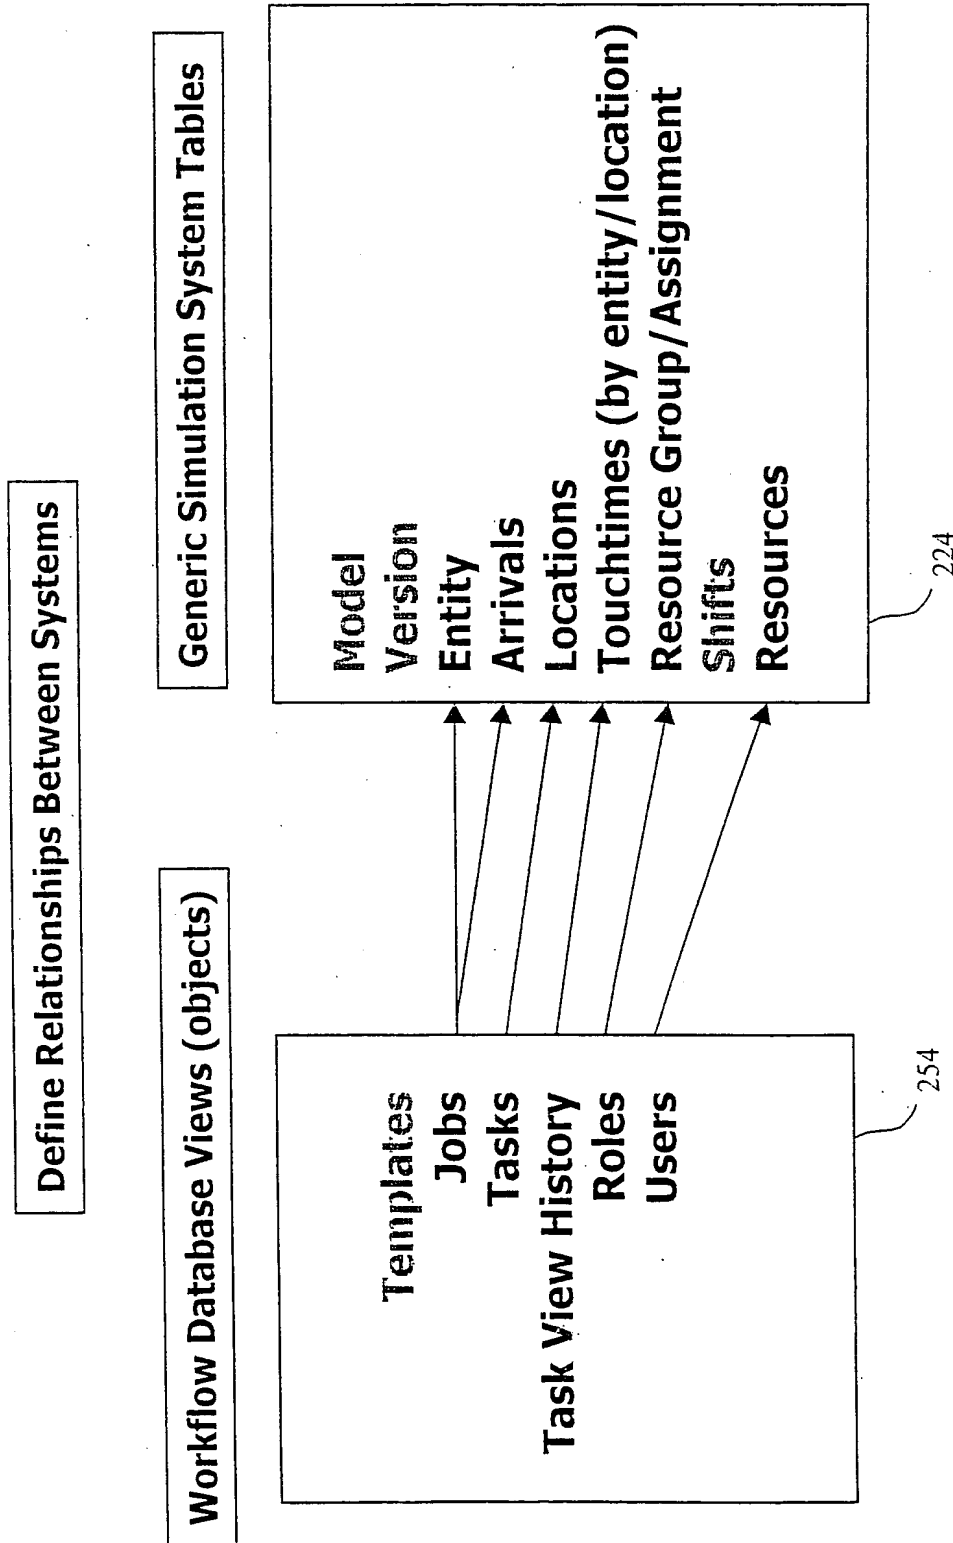 Define Relationships Between Systems
Workflow Database Views (objects)
Templates
Jobs
Tasks
Task View History
Roles
Users
254
Generic Simulation System Tables
Model
Version
Entity
Arrivals
Locations
Touchtimes (by entity/location)
Resource Group/Assignment
Shifts
Resources
224